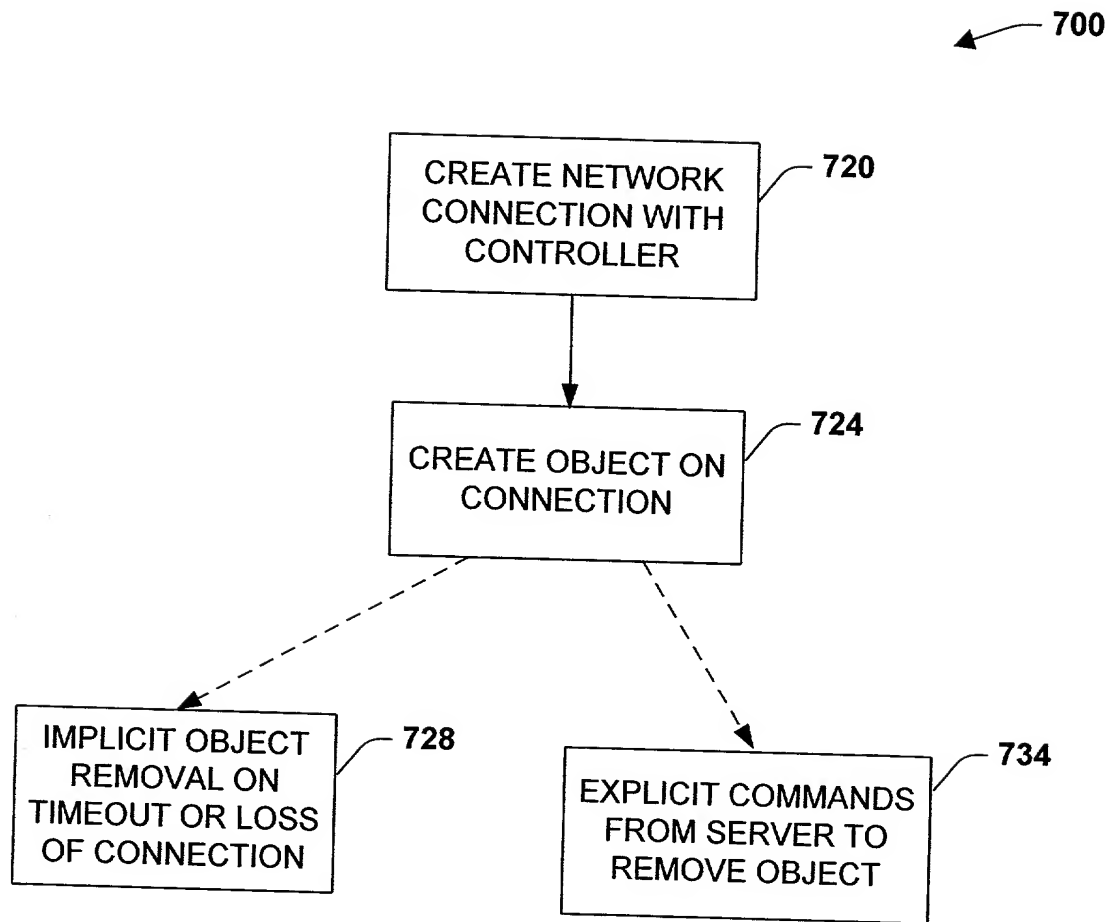 700
CREATE NETWORK
CONNECTION WITH
CONTROLLER
720
CREATE OBJECT ON
CONNECTION
724
IMPLICIT OBJECT
REMOVAL ON
TIMEOUT OR LOSS
OF CONNECTION
728
EXPLICIT COMMANDS
FROM SERVER TO
REMOVE OBJECT
734